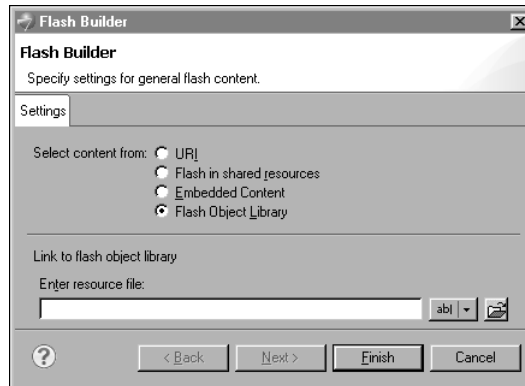 Flash Builder
Flash Builder
Specify settings for general flash content.
Settings
Select content from:
URI
Flash in shared resources
Embedded Content
Flash Object Library
Link to flash object library
Enter resource file:
ab|
?
< Back
Next >
Finish
Cancel